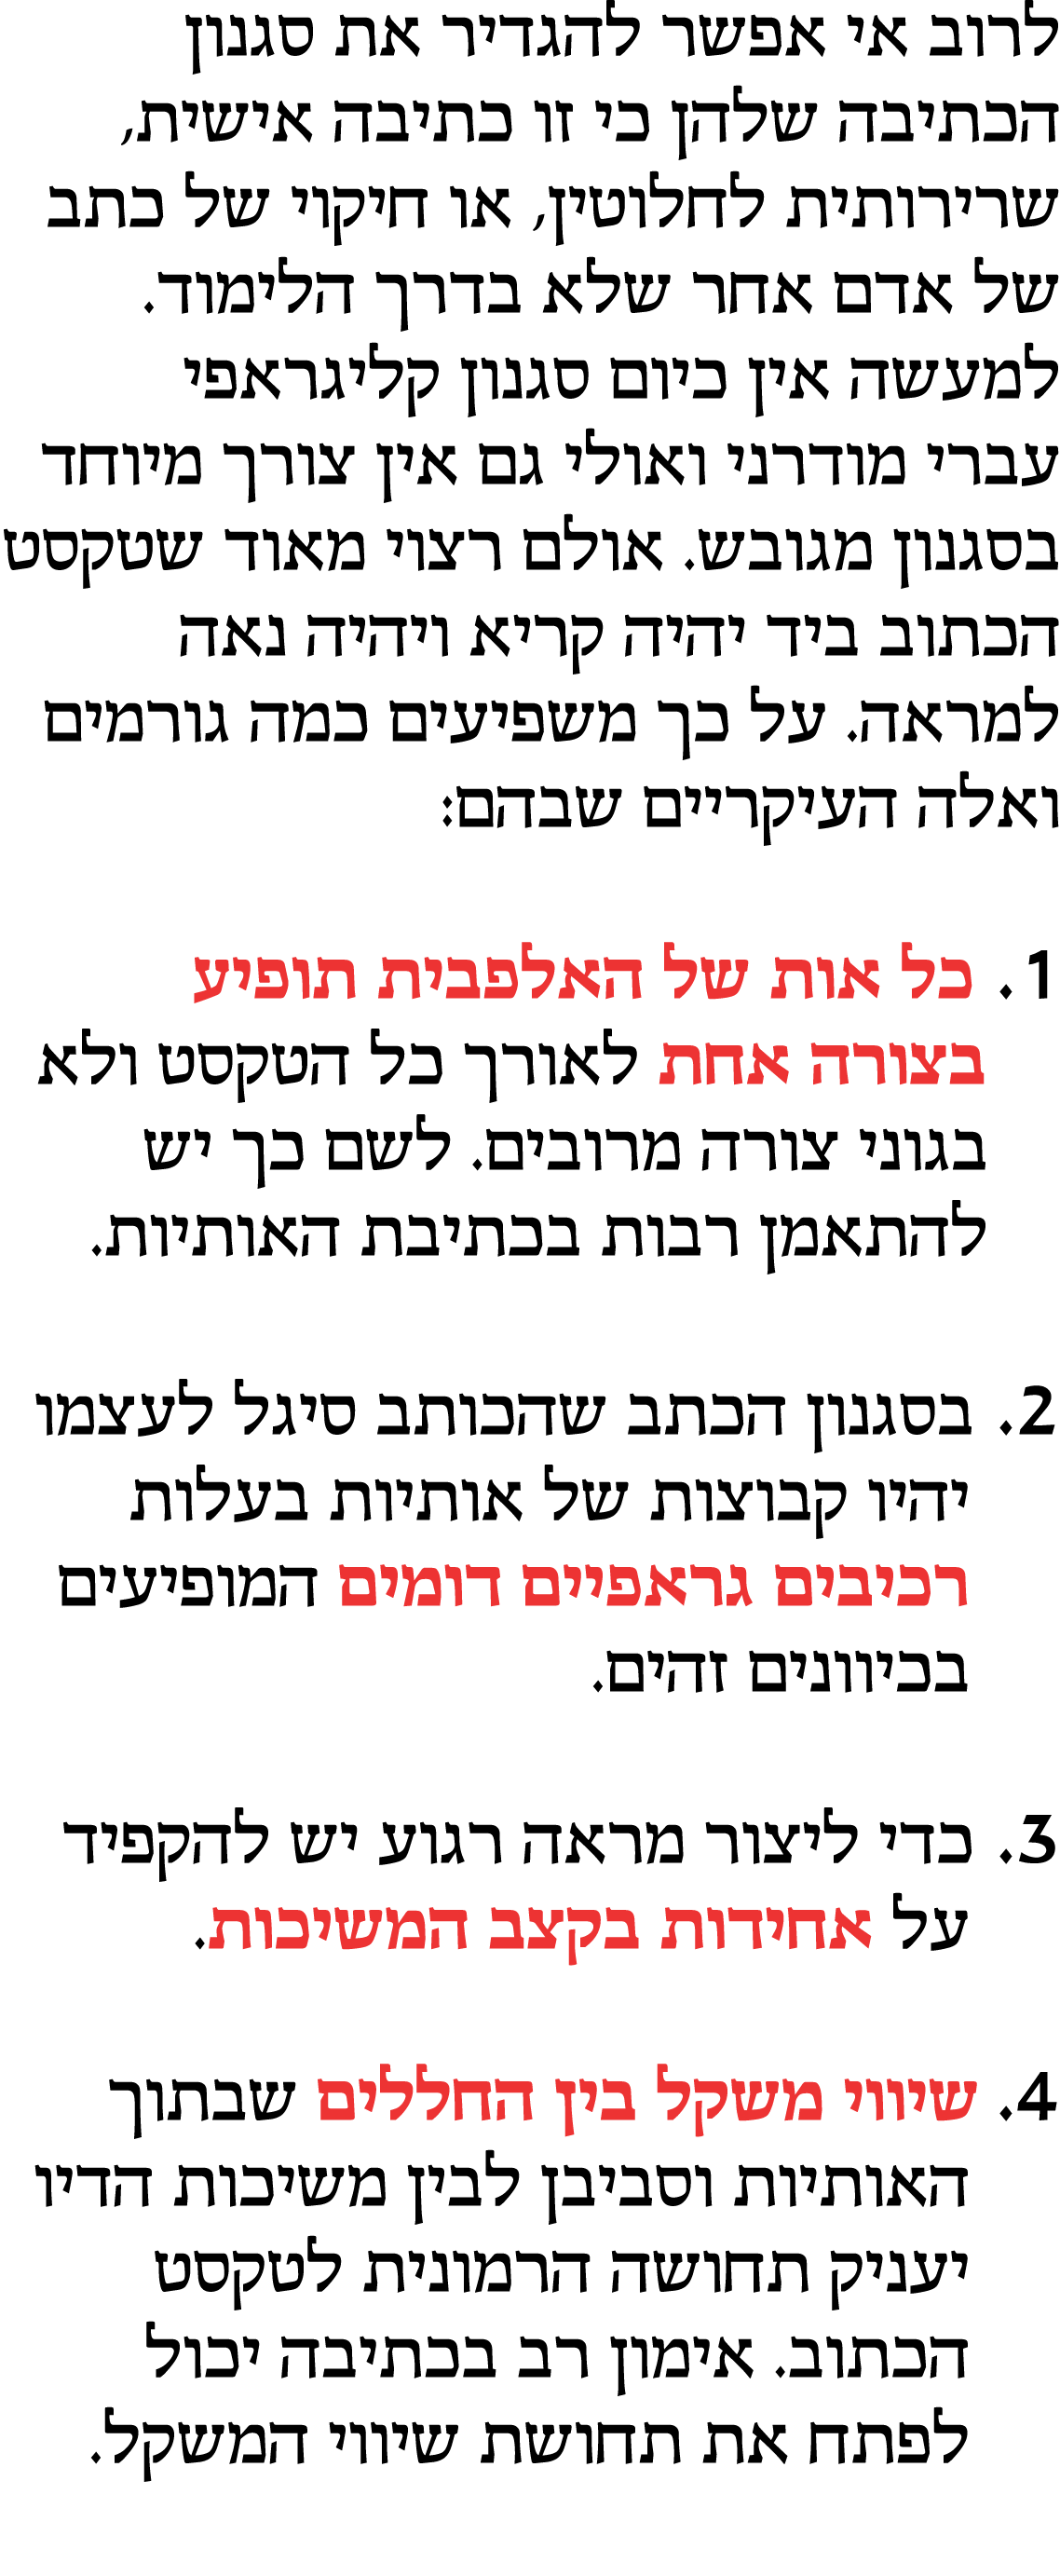 לרוב אי אפשר להגדיר את סגנון
הכתיבה שלהן כי זו כתיבה אישית,
שרירותית לחלוטין, או חיקוי של כתב
של אדם אחר שלא בדרך הלימוד.
למעשה אין כיום סגנון קליגראפי
עברי מודרני ואולי גם אין צורך מיוחד
בסגנון מגובש. אולם רצוי מאוד שטקסט
הכתוב ביד יהיה קריא ויהיה נאה
למראה. על כך משפיעים כמה גורמים
ואלה העיקריים שבהם:
1. כל אות של האלפבית תופיע
בצורה אחת לאורך כל הטקסט ולא
בגוני צורה מרובים. לשם כך יש
להתאמן רבות בכתיבת האותיות.
2. בסגנון הכתב שהכותב סיגל לעצמו
יהיו קבוצות של אותיות בעלות
רכיבים גראפיים דומים המופיעים
בכיוונים זהים.
3. כדי ליצור מראה רגוע יש להקפיד
על אחידות בקצב המשיכות.
4. שיווי משקל בין החללים שבתוך
האותיות וסביבן לבין משיכות הדיו
יעניק תחושה הרמונית לטקסט
הכתוב. אימון רב בכתיבה יכול
לפתח את תחושת שיווי המשקל.